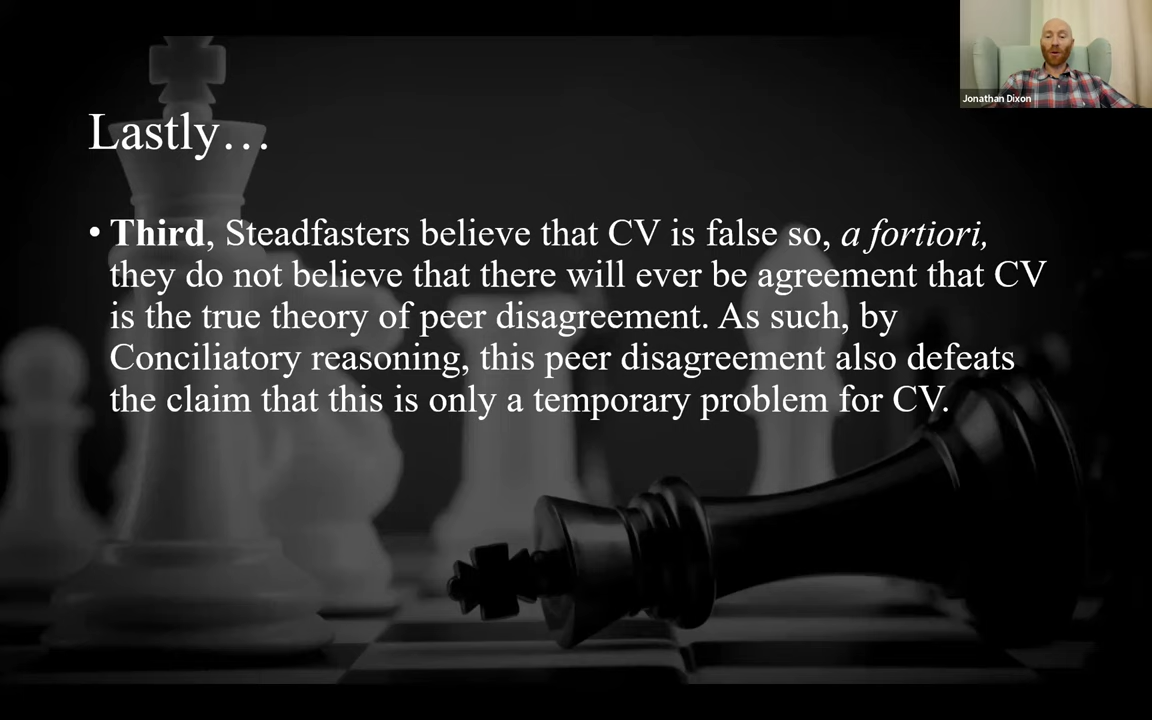 Jonathan Dixon
Lastly…
• Third, Steadfasters believe that CV is false so, a fortiori,
they do not believe that there will ever be agreement that CV
is the true theory of peer disagreement. As such, by
Conciliatory reasoning, this peer disagreement also defeats
the claim that this is only a temporary problem for CV.